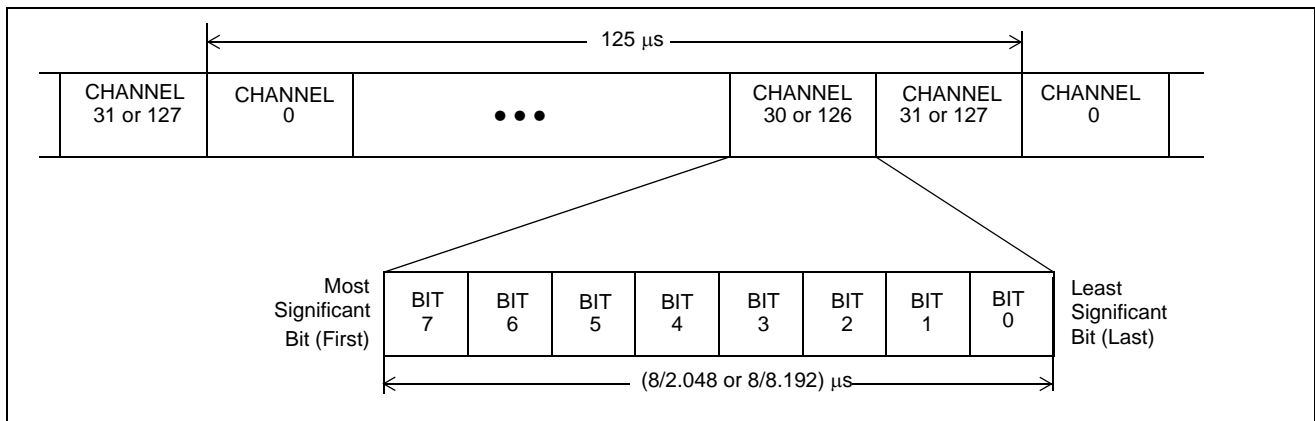 125 µs
CHANNEL
31 or 127
CHANNEL
0
•••
CHANNEL
30 or 126
CHANNEL
31 or 127
CHANNEL
0
Most
Significant
Bit (First)
BIT
7
BIT
6
BIT
5
BIT
4
BIT
3
BIT
2
BIT
1
BIT
0
Least
Significant
Bit (Last)
(8/2.048 or 8/8.192) µs